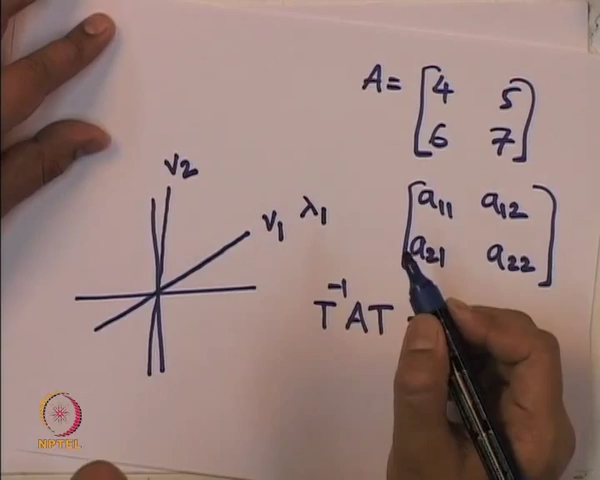 A = [4 5
6 7]
[a11 a12
a21 a22]
v2
v1 λ1
T⁻¹AT =
NPTEL